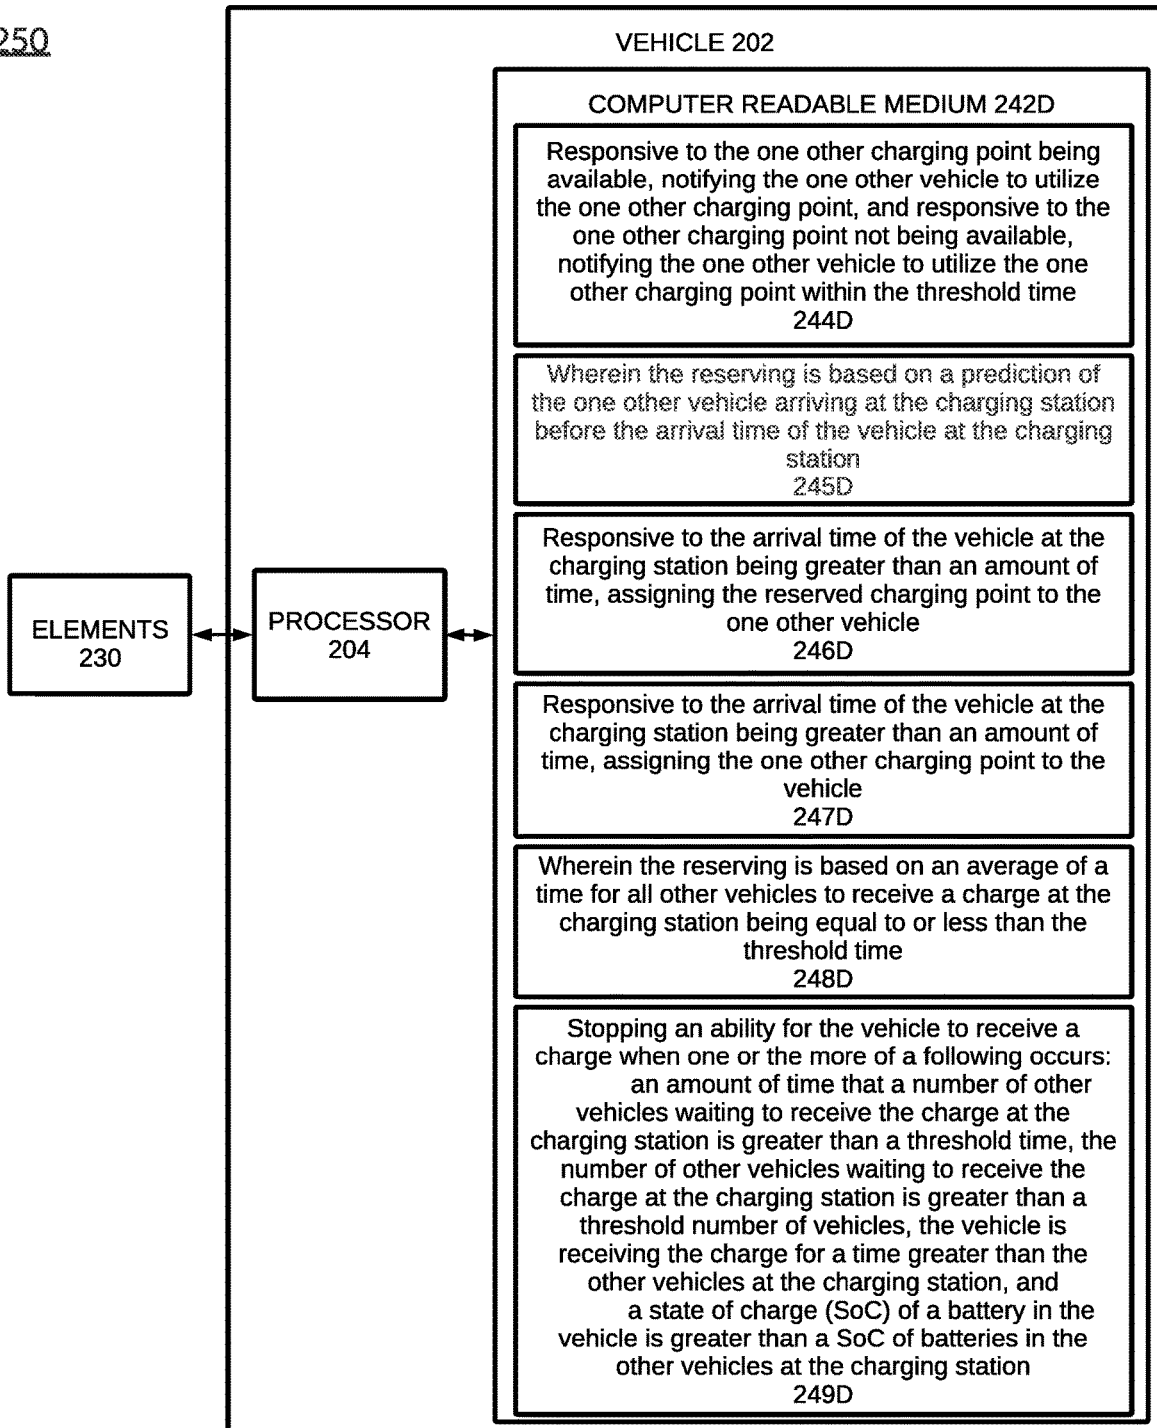 250
VEHICLE 202
COMPUTER READABLE MEDIUM 242D
Responsive to the one other charging point being
available, notifying the one other vehicle to utilize
the one other charging point, and responsive to the
one other charging point not being available,
notifying the one other vehicle to utilize the one
other charging point within the threshold time
244D
Wherein the reserving is based on a prediction of
the one other vehicle arriving at the charging station
before the arrival time of the vehicle at the charging
station
245D
Responsive to the arrival time of the vehicle at the
charging station being greater than an amount of
time, assigning the reserved charging point to the
one other vehicle
246D
ELEMENTS
230
PROCESSOR
204
Responsive to the arrival time of the vehicle at the
charging station being greater than an amount of
time, assigning the one other charging point to the
vehicle
247D
Wherein the reserving is based on an average of a
time for all other vehicles to receive a charge at the
charging station being equal to or less than the
threshold time
248D
Stopping an ability for the vehicle to receive a
charge when one or the more of a following occurs:
an amount of time that a number of other
vehicles waiting to receive the charge at the
charging station is greater than a threshold time, the
number of other vehicles waiting to receive the
charge at the charging station is greater than a
threshold number of vehicles, the vehicle is
receiving the charge for a time greater than the
other vehicles at the charging station, and
a state of charge (SoC) of a battery in the
vehicle is greater than a SoC of batteries in the
other vehicles at the charging station
249D